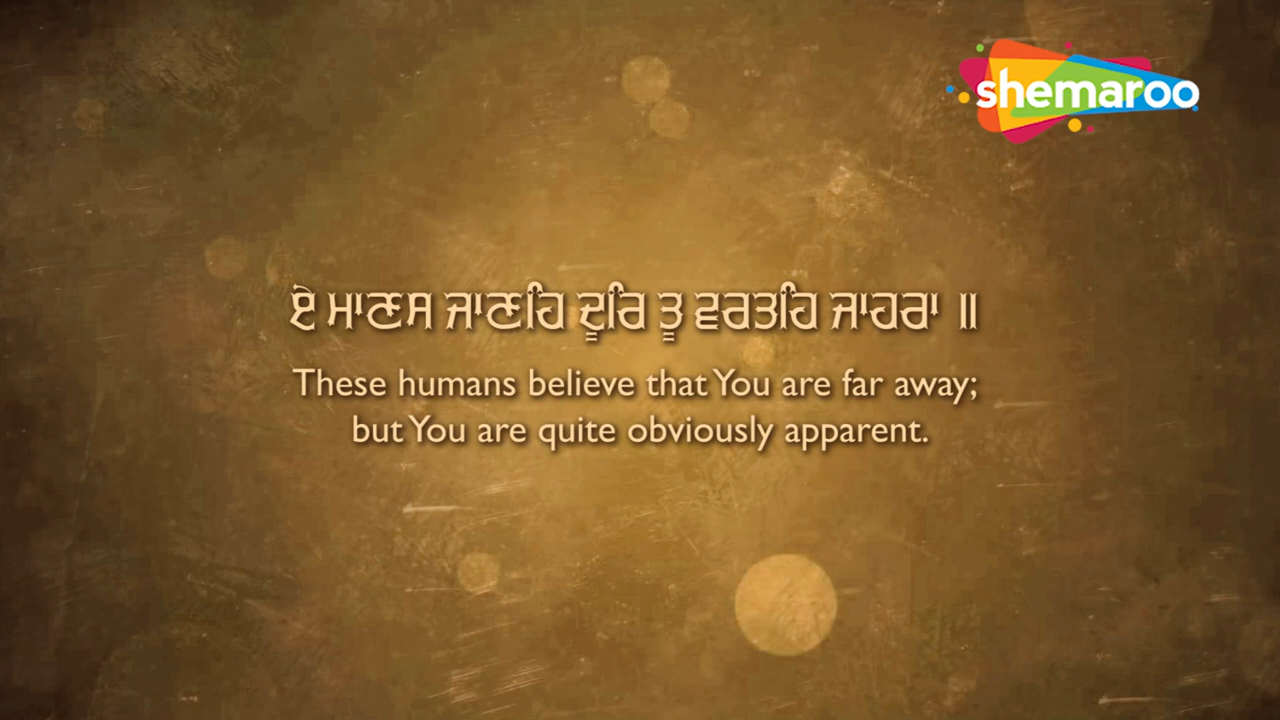 shemaroo
ਏ ਮਾਣਸ ਜਾਣਹਿ ਦੂਰਿ ਤੂ ਵਰਤਹਿ ਜਾਹਰਾ ॥
These humans believe that You are far away;
but You are quite obviously apparent.